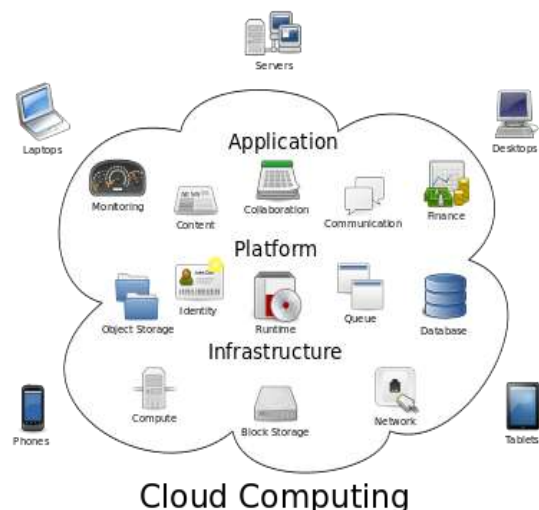 Servers
Laptops
Desktops
Application
Monitoring
Content
Collaboration
Communication
Finance
Platform
Object Storage
Identity
Runtime
Queue
Database
Infrastructure
Compute
Block Storage
Network
Phones
Tablets
Cloud Computing